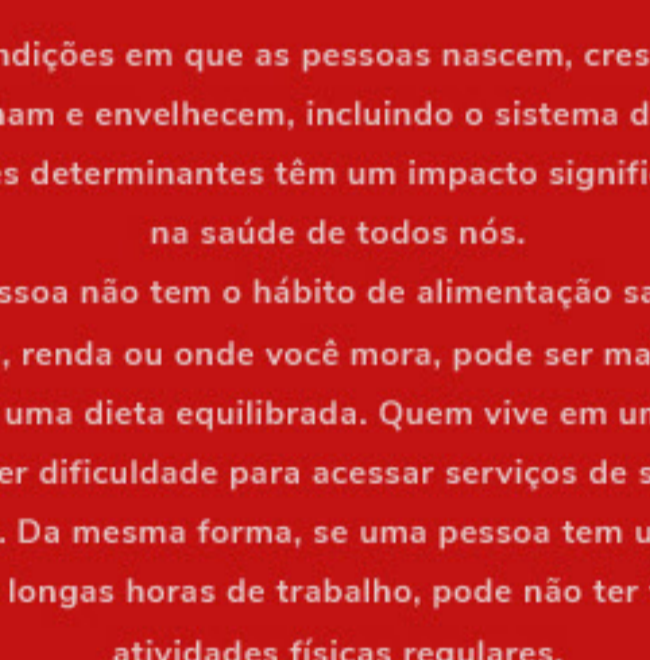 ndições em que as pessoas nascem, cres
ham e envelhecem, incluindo o sistema d
es determinantes têm um impacto signifi
na saúde de todos nós.
ssoa não tem o hábito de alimentação sa
, renda ou onde você mora, pode ser ma
uma dieta equilibrada. Quem vive em um
er dificuldade para acessar serviços de s
. Da mesma forma, se uma pessoa tem u
longas horas de trabalho, pode não ter
atividades físicas regulares.